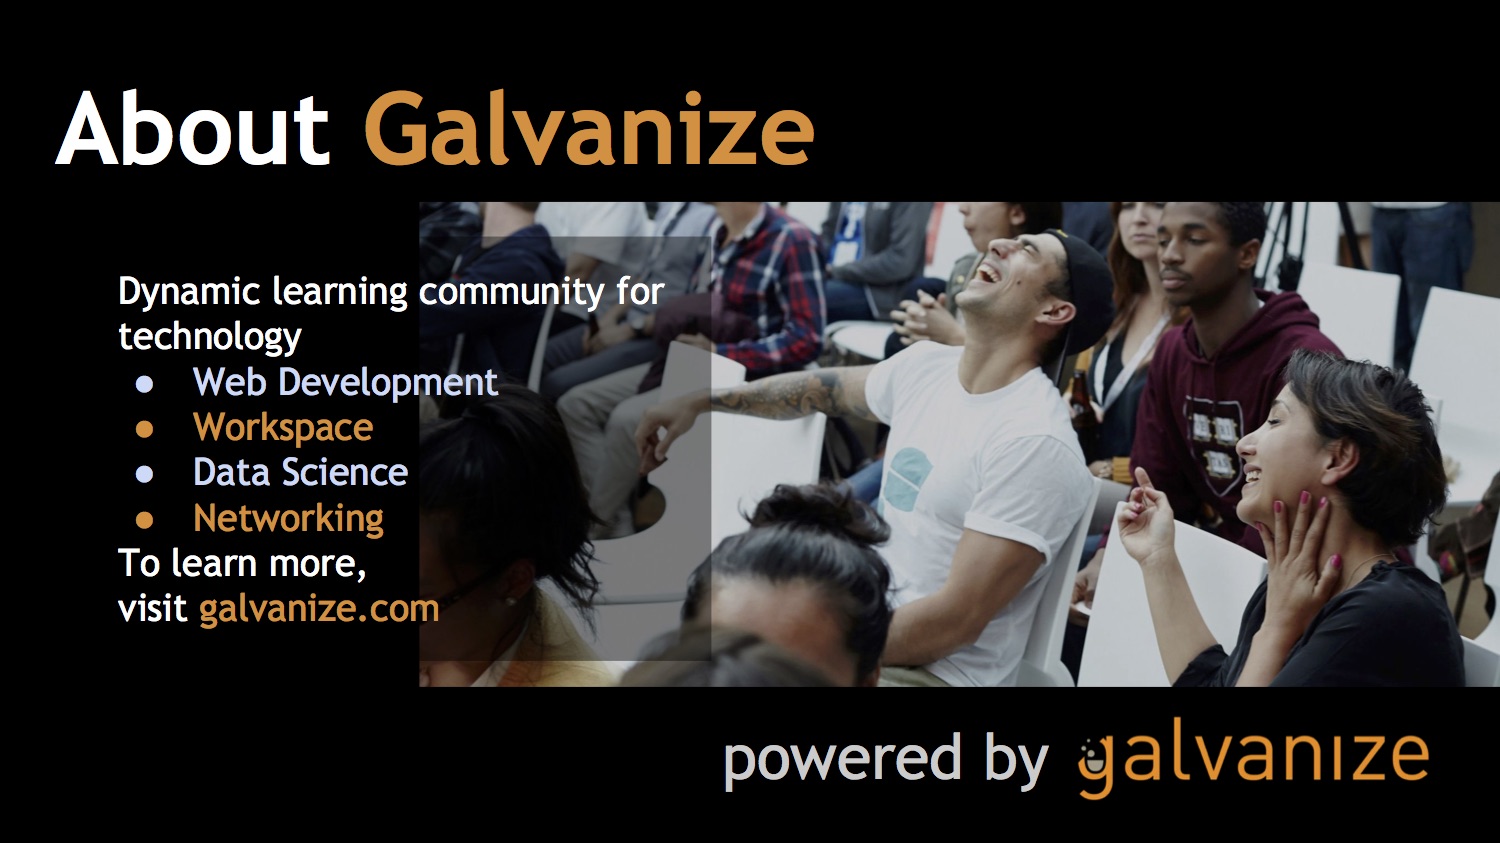 About Galvanize
Dynamic learning community for
technology
● Web Development
● Workspace
● Data Science
● Networking
To learn more,
visit galvanize.com
powered by galvanize